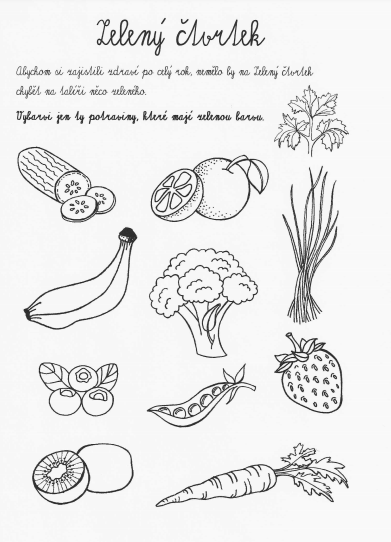 Zelený čtvrtek
Abychom si zajistili zdraví po celý rok, nemělo by na Zelený čtvrtek
chybět na talíři něco zeleného.
Vybarvi jen ty potraviny, které mají zelenou barvu.